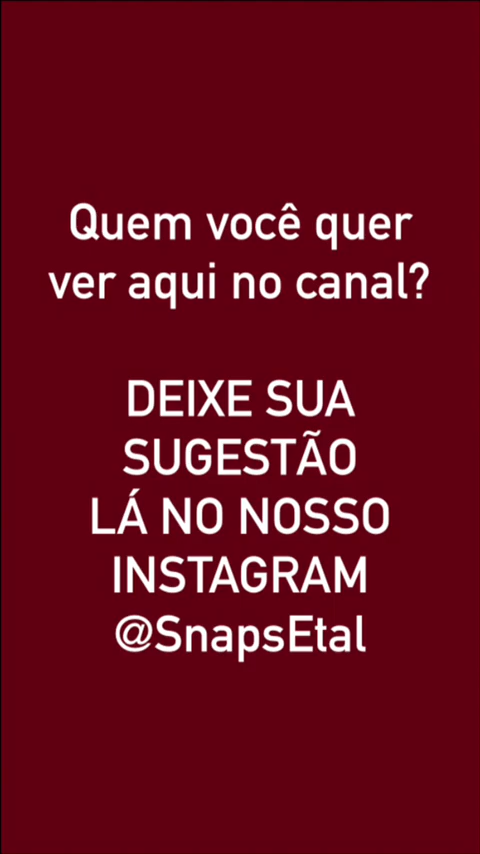 Quem você quer
ver aqui no canal?
DEIXE SUA
SUGESTÃO
LÁ NO NOSSO
INSTAGRAM
@SnapsEtal